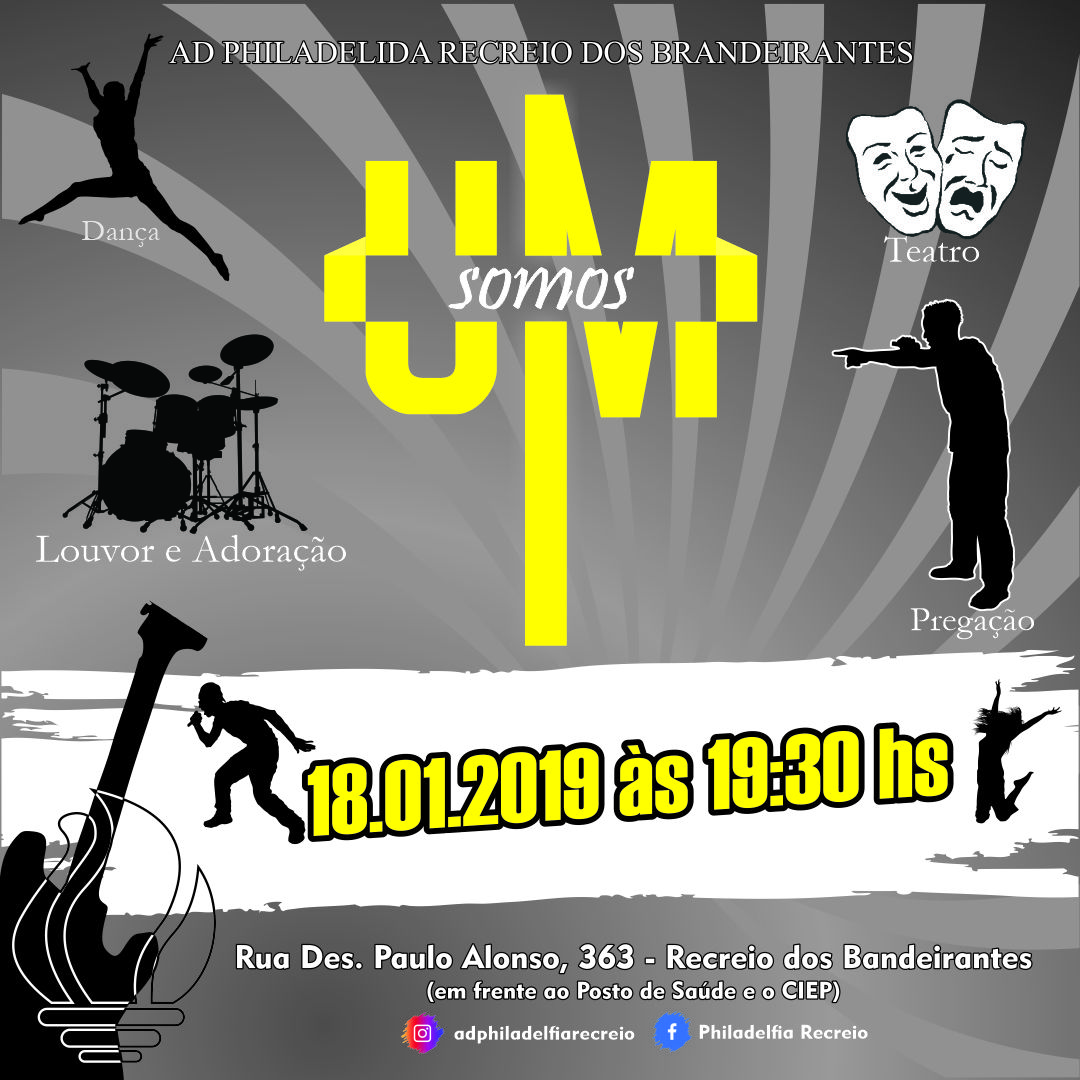 AD PHILADELIDA RECREIO DOS BRANDEIRANTES
UM
somos
Dança
Teatro
Louvor e Adoração
Pregação
18.01.2019 às 19:30 hs
Rua Des. Paulo Alonso, 363 - Recreio dos Bandeirantes
(em frente ao Posto de Saúde e o CIEP)
adphiladelfiarecreio Philadelfia Recreio